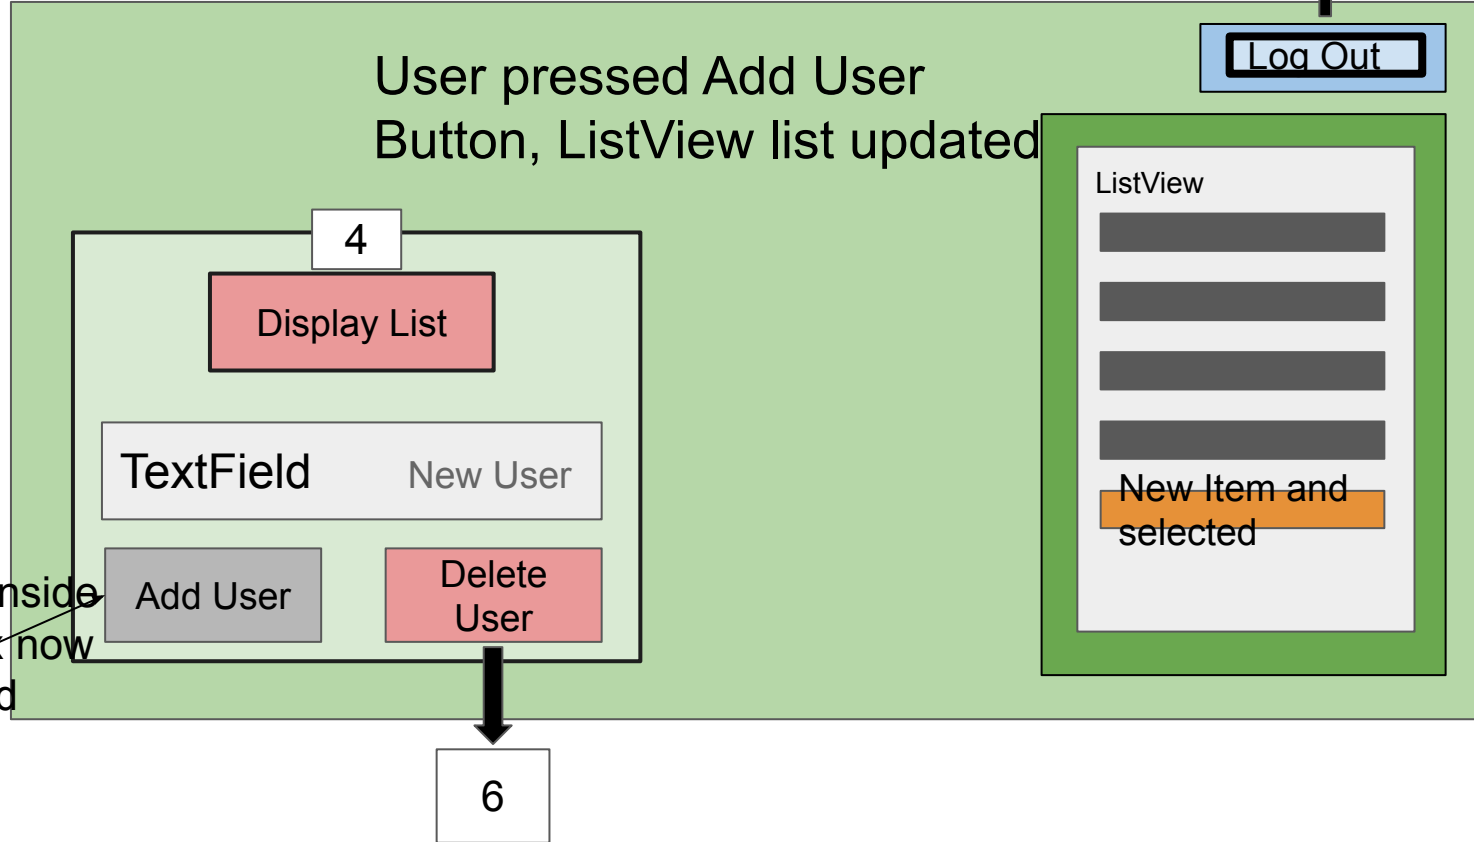 User pressed Add User
Button, ListView list updated
Log Out
ListView
New Item and
selected
4
Display List
TextField New User
Add User
Delete
User
now
6